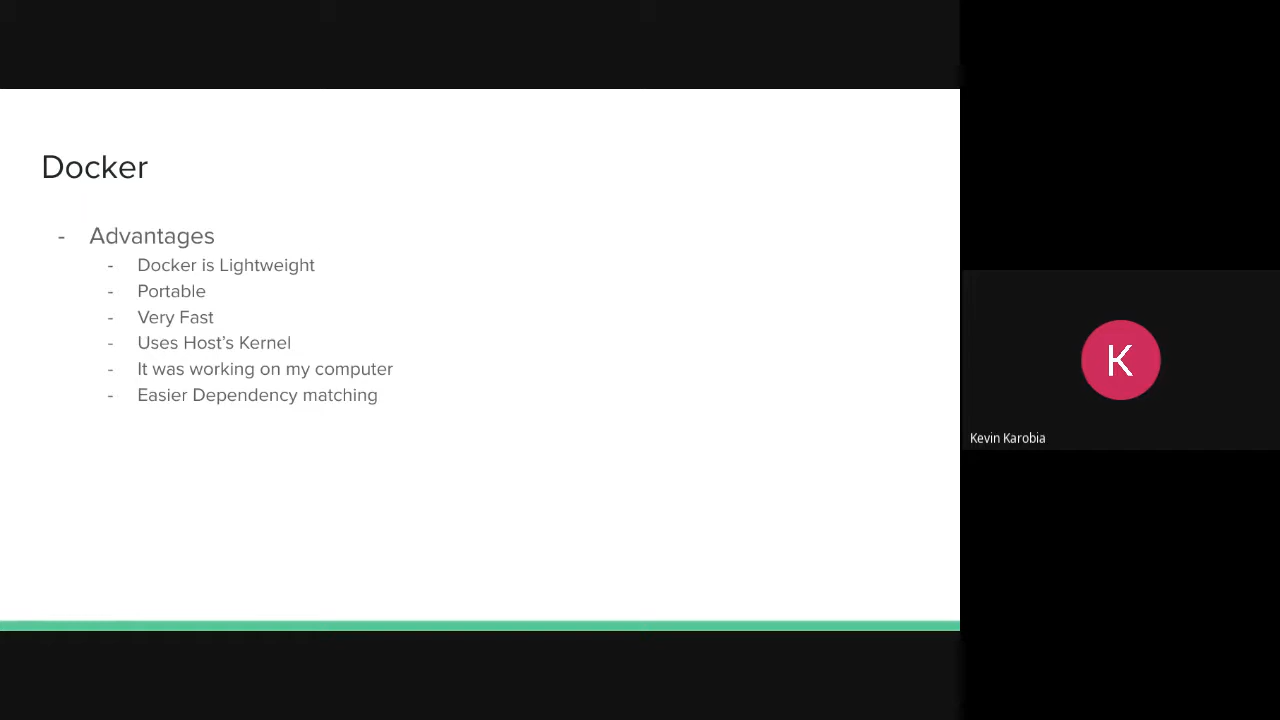 Docker
- Advantages
- Docker is Lightweight
- Portable
- Very Fast
- Uses Host's Kernel
- It was working on my computer
- Easier Dependency matching
K
Kevin Karobia